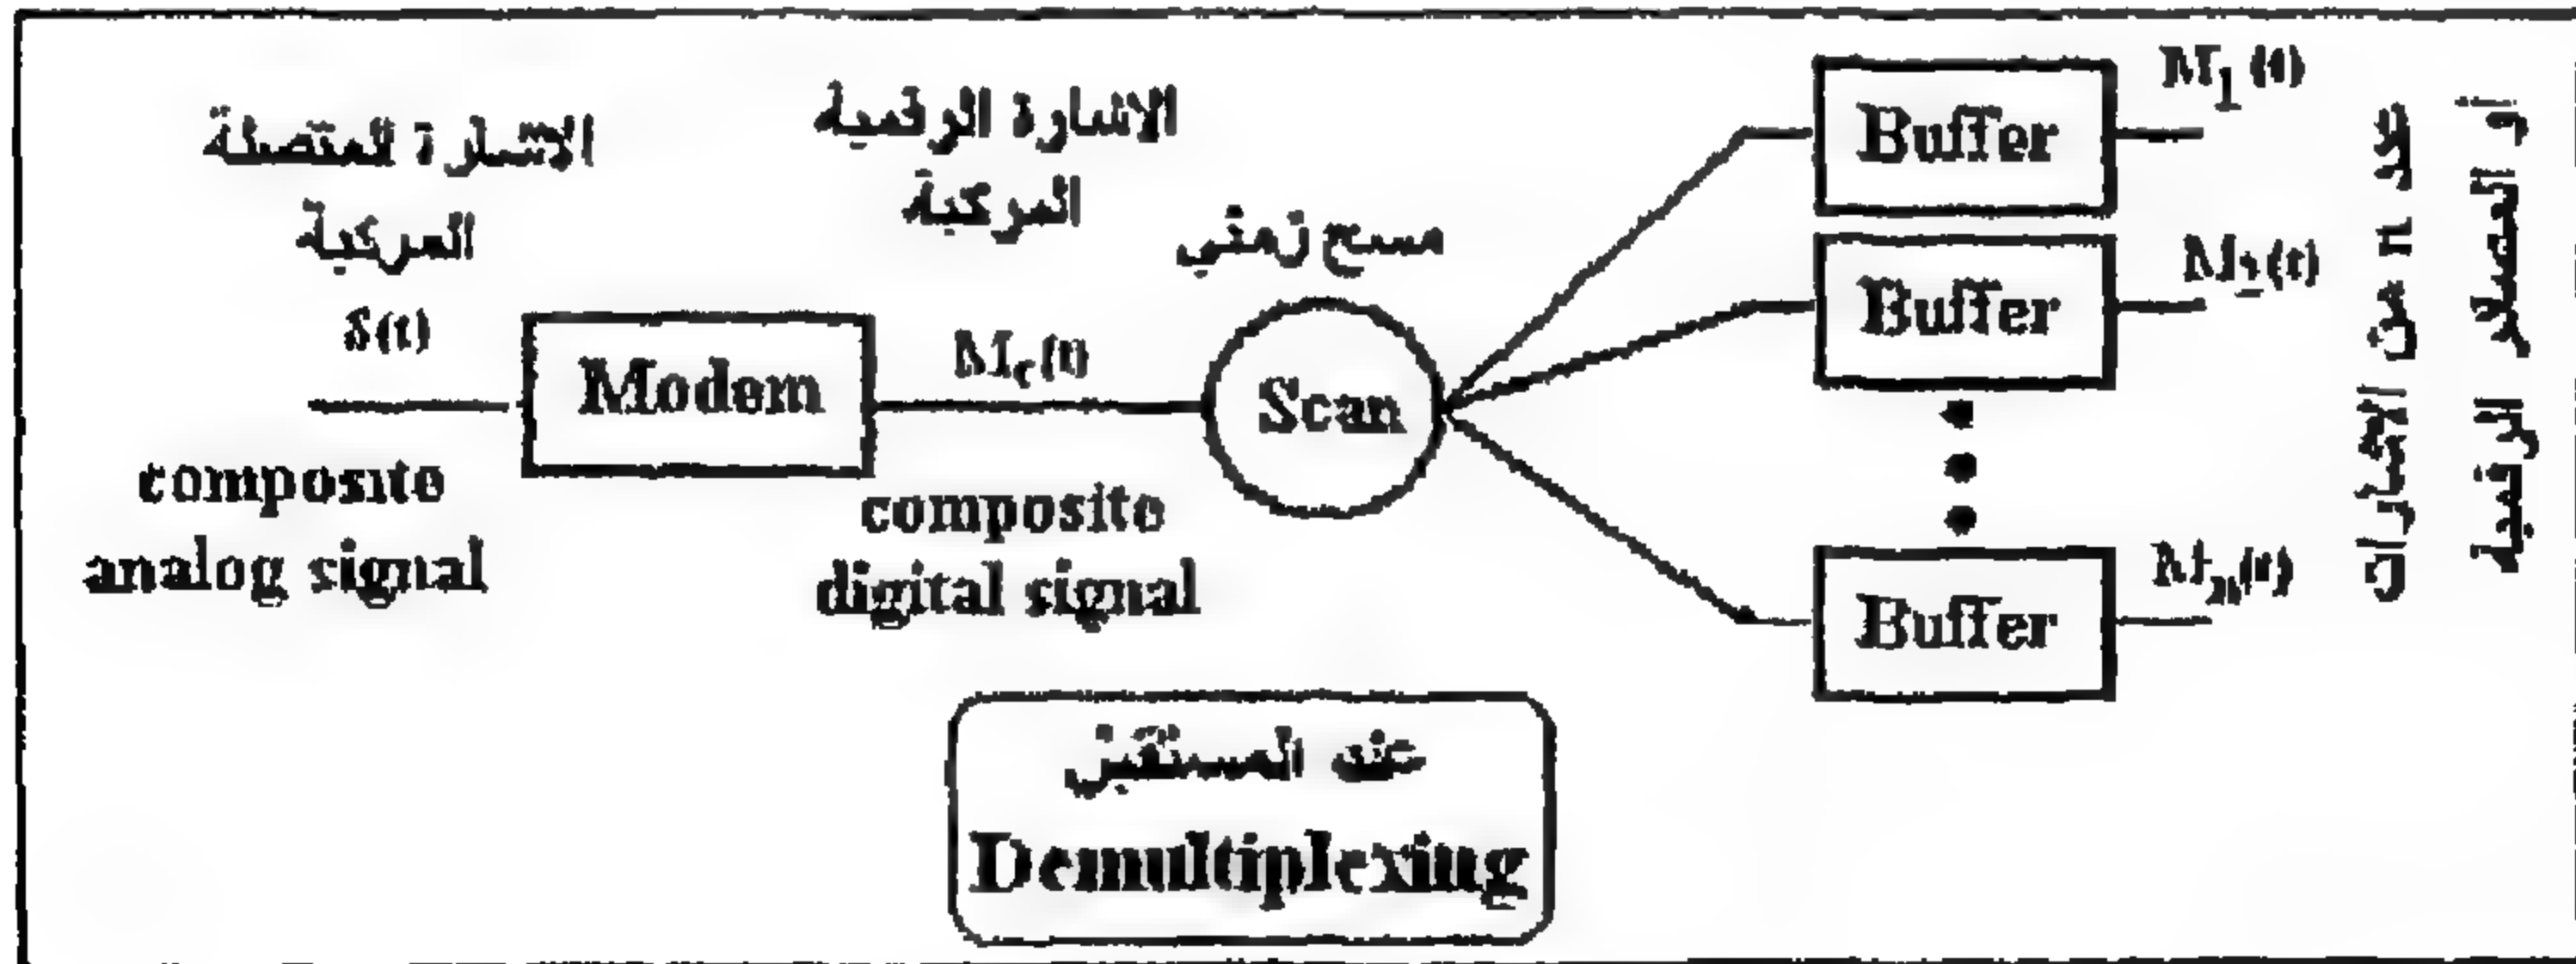 الاشارة المتصلة
المركبة
S(t)
composite
analog signal
Modem
الاشارة الرقمية
المركبة
Mc(t)
composite
digital signal
مسح زمني
Scan
Buffer
M1(t)
Buffer
M2(t)
Buffer
Mn(t)
عدد n من الاشارات
أو المصادر الرقمية
عند المستقبل
Demultiplexing